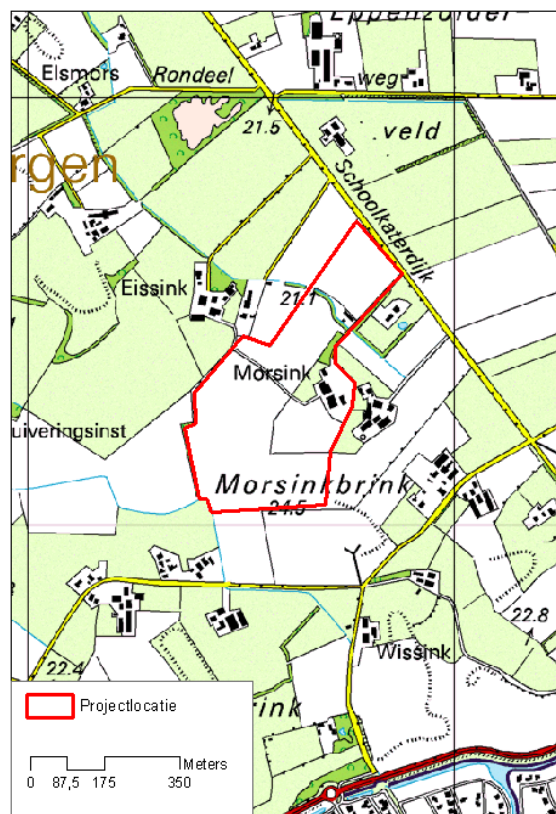 Eppenzolder
Elsmors
Rondeel
weg
21.5
veld
rgen
Schoolkaterdijk
Eissink
21.1
Morsink
uiveringsinst
Morsinkbrink
24.5
22.8
Wissink
22.4
rink
Projectlocatie
Meters
0 87,5 175 350